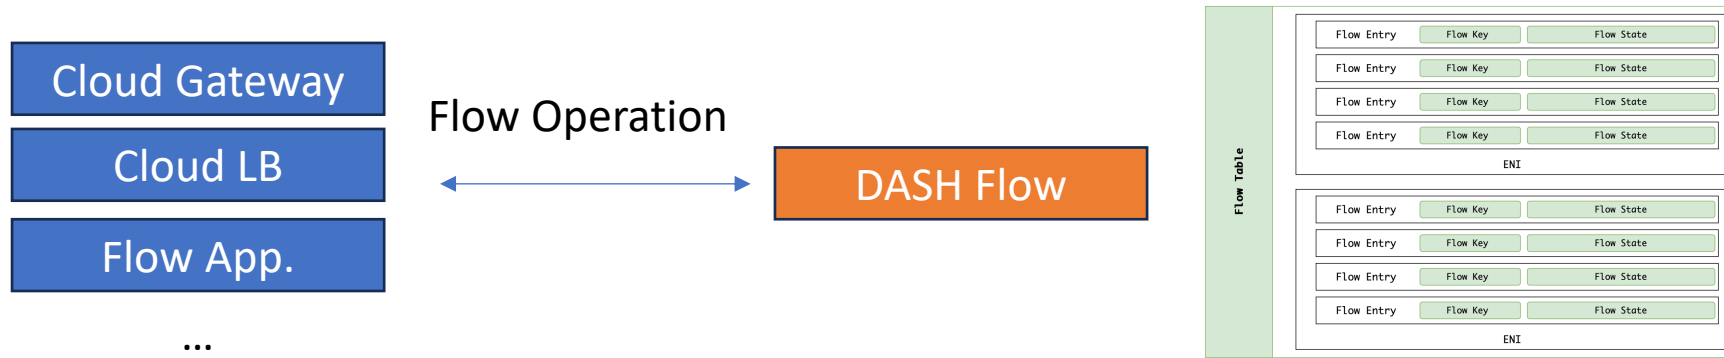 Cloud Gateway
Cloud LB
Flow App.
...
Flow Operation
DASH Flow
Flow Table
Flow Entry Flow Key Flow State
Flow Entry Flow Key Flow State
Flow Entry Flow Key Flow State
Flow Entry Flow Key Flow State
ENI
Flow Entry Flow Key Flow State
Flow Entry Flow Key Flow State
Flow Entry Flow Key Flow State
Flow Entry Flow Key Flow State
ENI